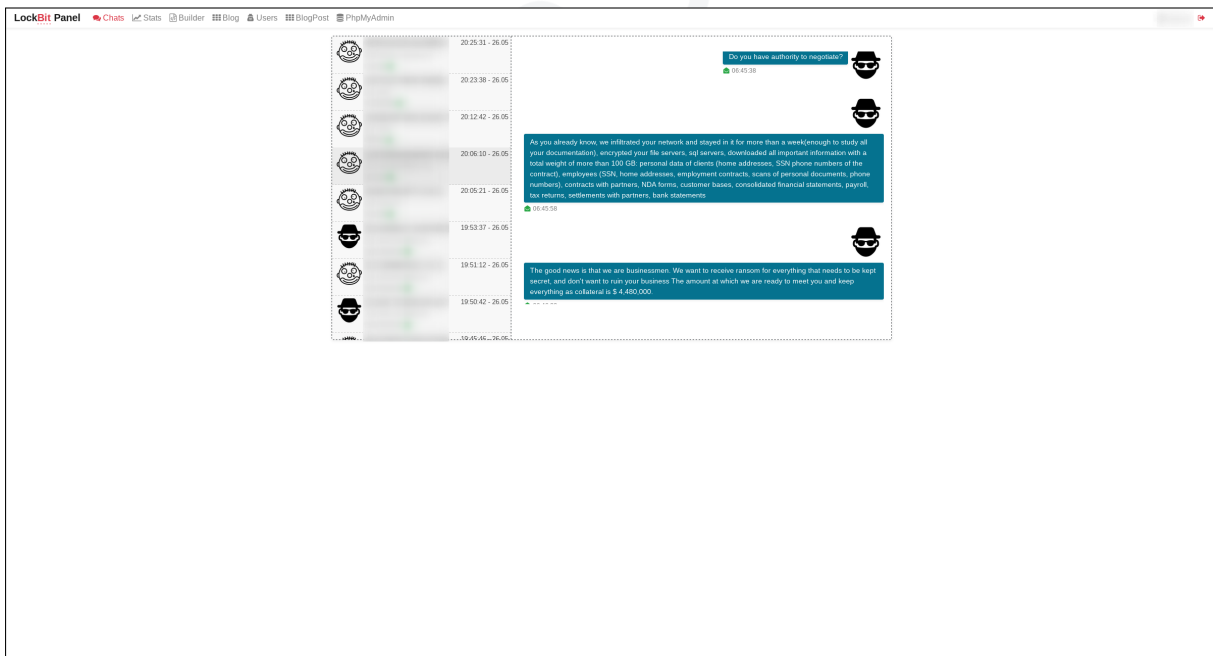 LockBit Panel Chats Stats Builder Blog Users BlogPost PhpMyAdmin
20:25:31 - 26.05
20:23:38 - 26.05
20:12:42 - 26.05
20:06:10 - 26.05
20:05:21 - 26.05
19:53:37 - 26.05
19:51:12 - 26.05
19:50:42 - 26.05
19:45:46 - 26.05
Do you have authority to negotiate?
06:45:38
As you already know, we infiltrated your network and stayed in it for more than a week(enough to study all
your documentation), encrypted your file servers, sql servers, downloaded all important information with a
total weight of more than 100 GB: personal data of clients (home addresses, SSN phone numbers of the
contract), employees (SSN, home addresses, employment contracts, scans of personal documents, phone
numbers), contracts with partners, NDA forms, customer bases, consolidated financial statements, payroll,
tax returns, settlements with partners, bank statements
06:45:58
The good news is that we are businessmen. We want to receive ransom for everything that needs to be kept
secret, and don't want to ruin your business The amount at which we are ready to meet you and keep
everything as collateral is $ 4,480,000.